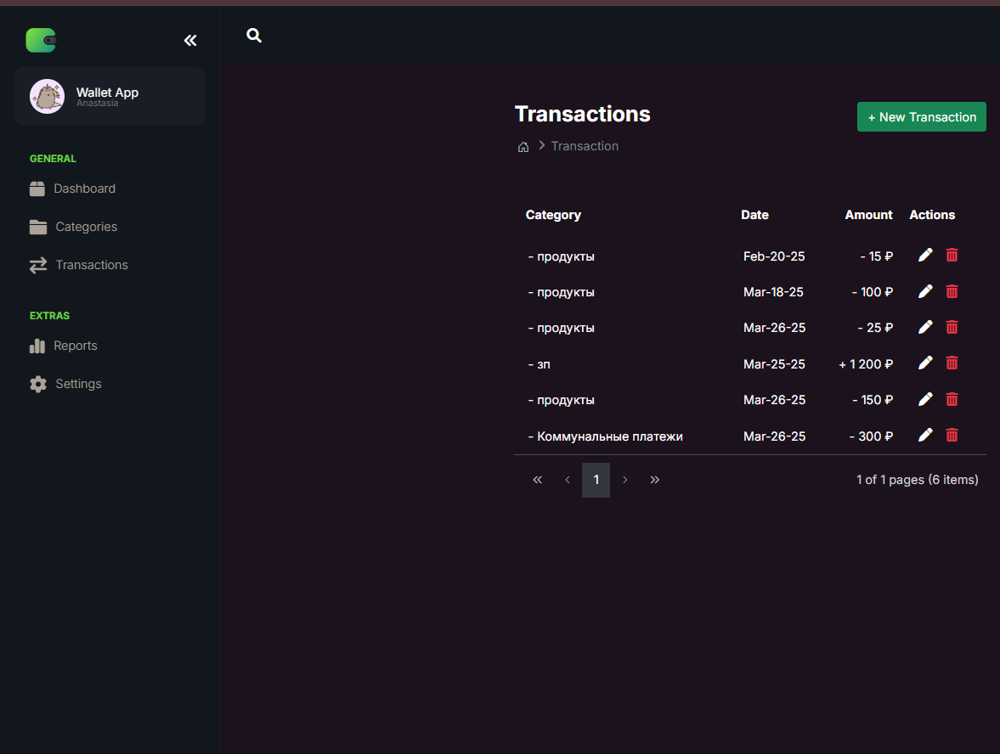 Wallet App
Anastasia
GENERAL
Dashboard
Categories
Transactions
EXTRAS
Reports
Settings
Transactions
+ New Transaction
Transaction
Category Date Amount Actions
- продукты Feb-20-25 - 15 ₽
- продукты Mar-18-25 - 100 ₽
- продукты Mar-26-25 - 25 ₽
- зп Mar-25-25 + 1 200 ₽
- продукты Mar-26-25 - 150 ₽
- Коммунальные платежи Mar-26-25 - 300 ₽
1 1 of 1 pages (6 items)